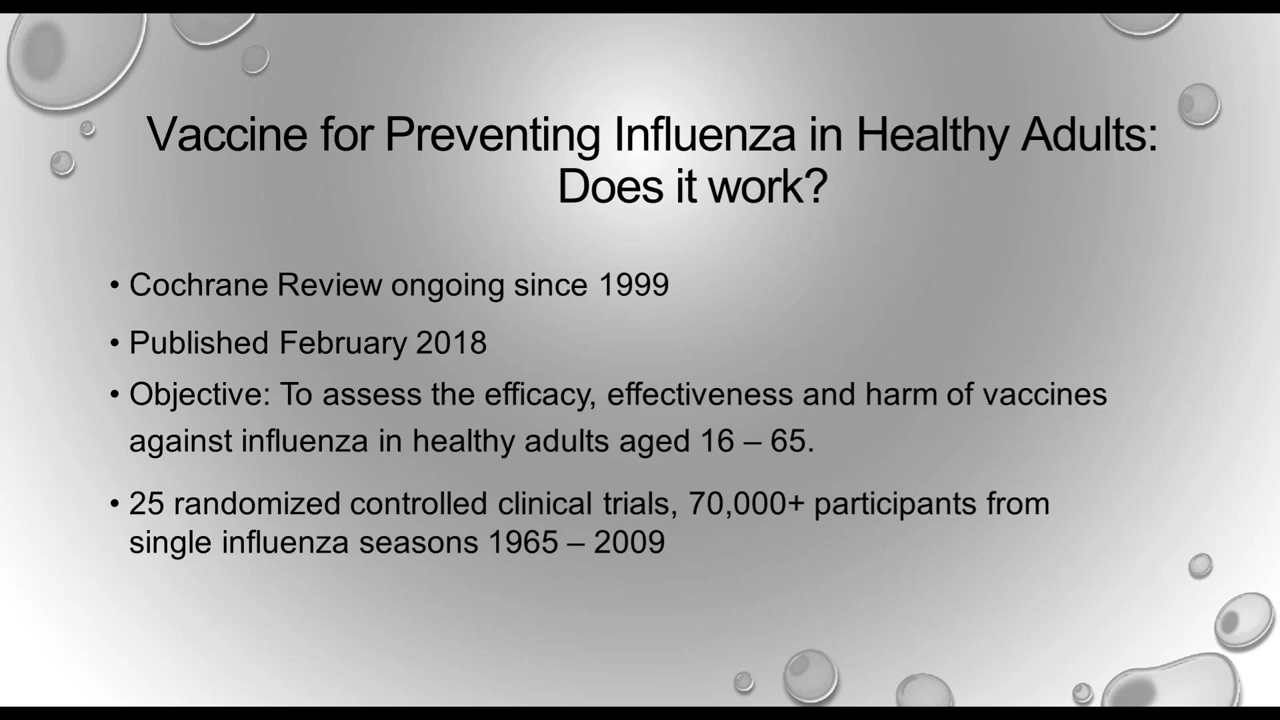 Vaccine for Preventing Influenza in Healthy Adults:
Does it work?
• Cochrane Review ongoing since 1999
• Published February 2018
• Objective: To assess the efficacy, effectiveness and harm of vaccines
against influenza in healthy adults aged 16 – 65.
• 25 randomized controlled clinical trials, 70,000+ participants from
single influenza seasons 1965 – 2009